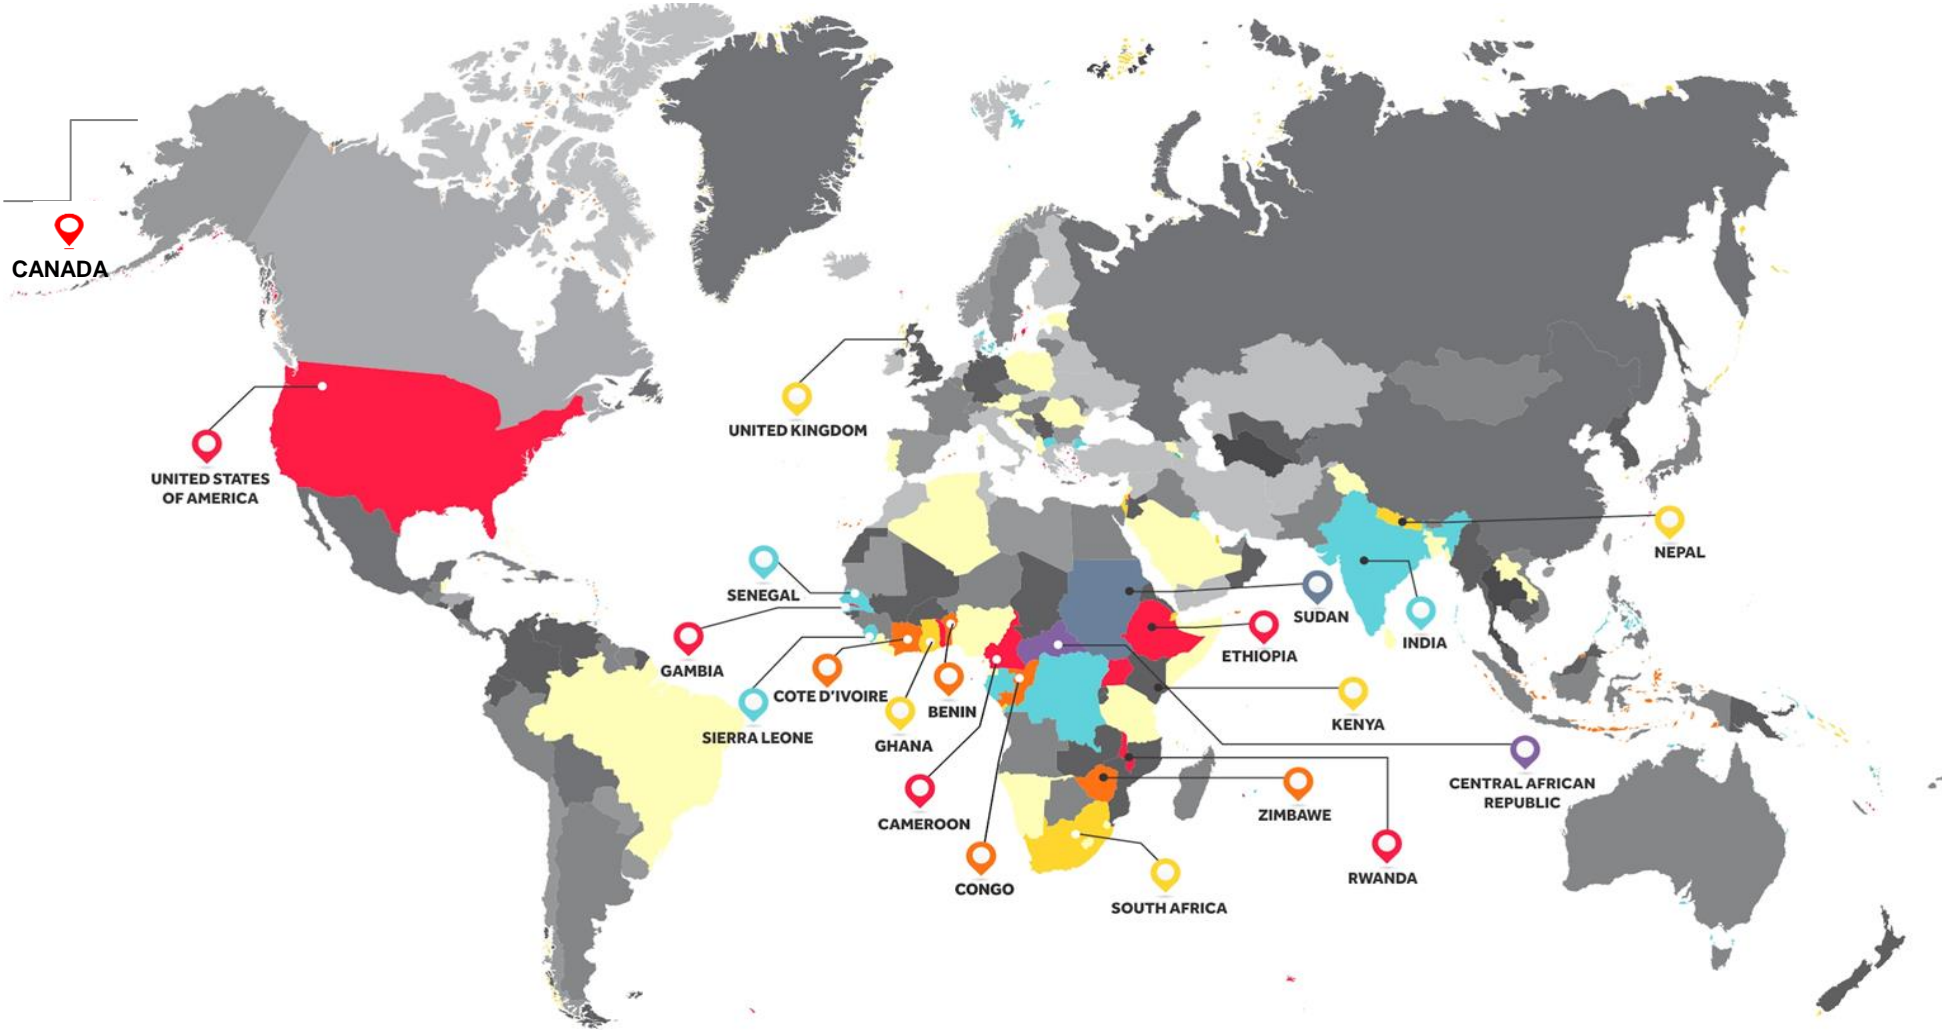 CANADA
UNITED KINGDOM
UNITED STATES
OF AMERICA
NEPAL
SENEGAL
SUDAN
INDIA
GAMBIA
ETHIOPIA
COTE D'IVOIRE
BENIN
KENYA
SIERRA LEONE
GHANA
CENTRAL AFRICAN
REPUBLIC
CAMEROON
ZIMBAWE
RWANDA
CONGO
SOUTH AFRICA